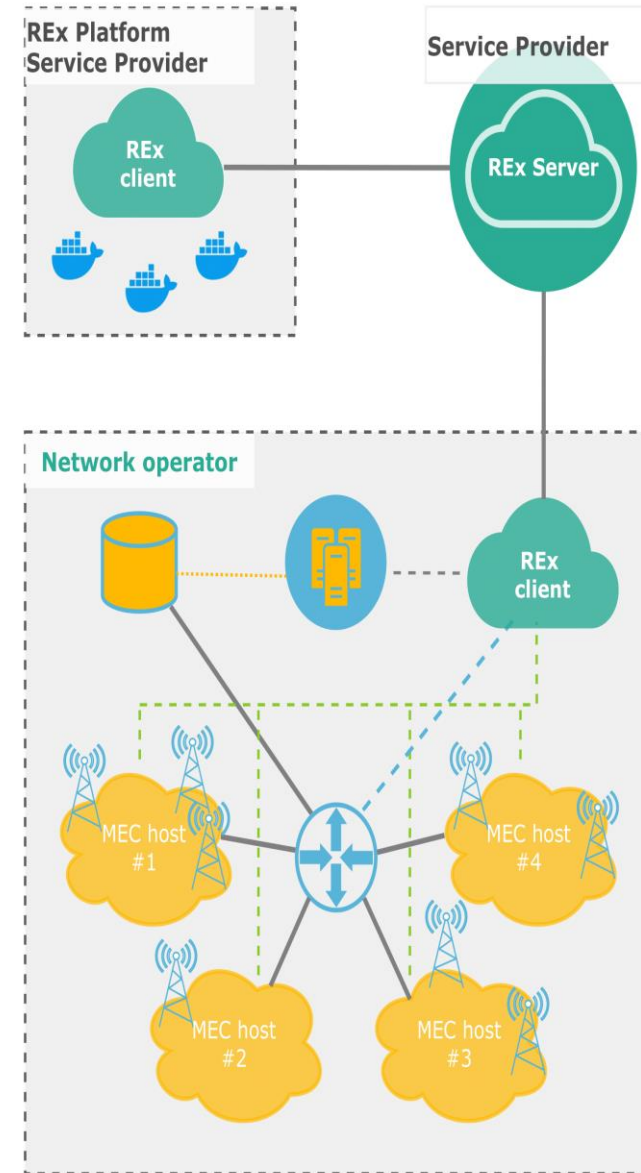 REx Platform
Service Provider
Service Provider
REx
client
REx Server
Network operator
REx
client
MEC host
#1
MEC host
#4
MEC host
#2
MEC host
#3